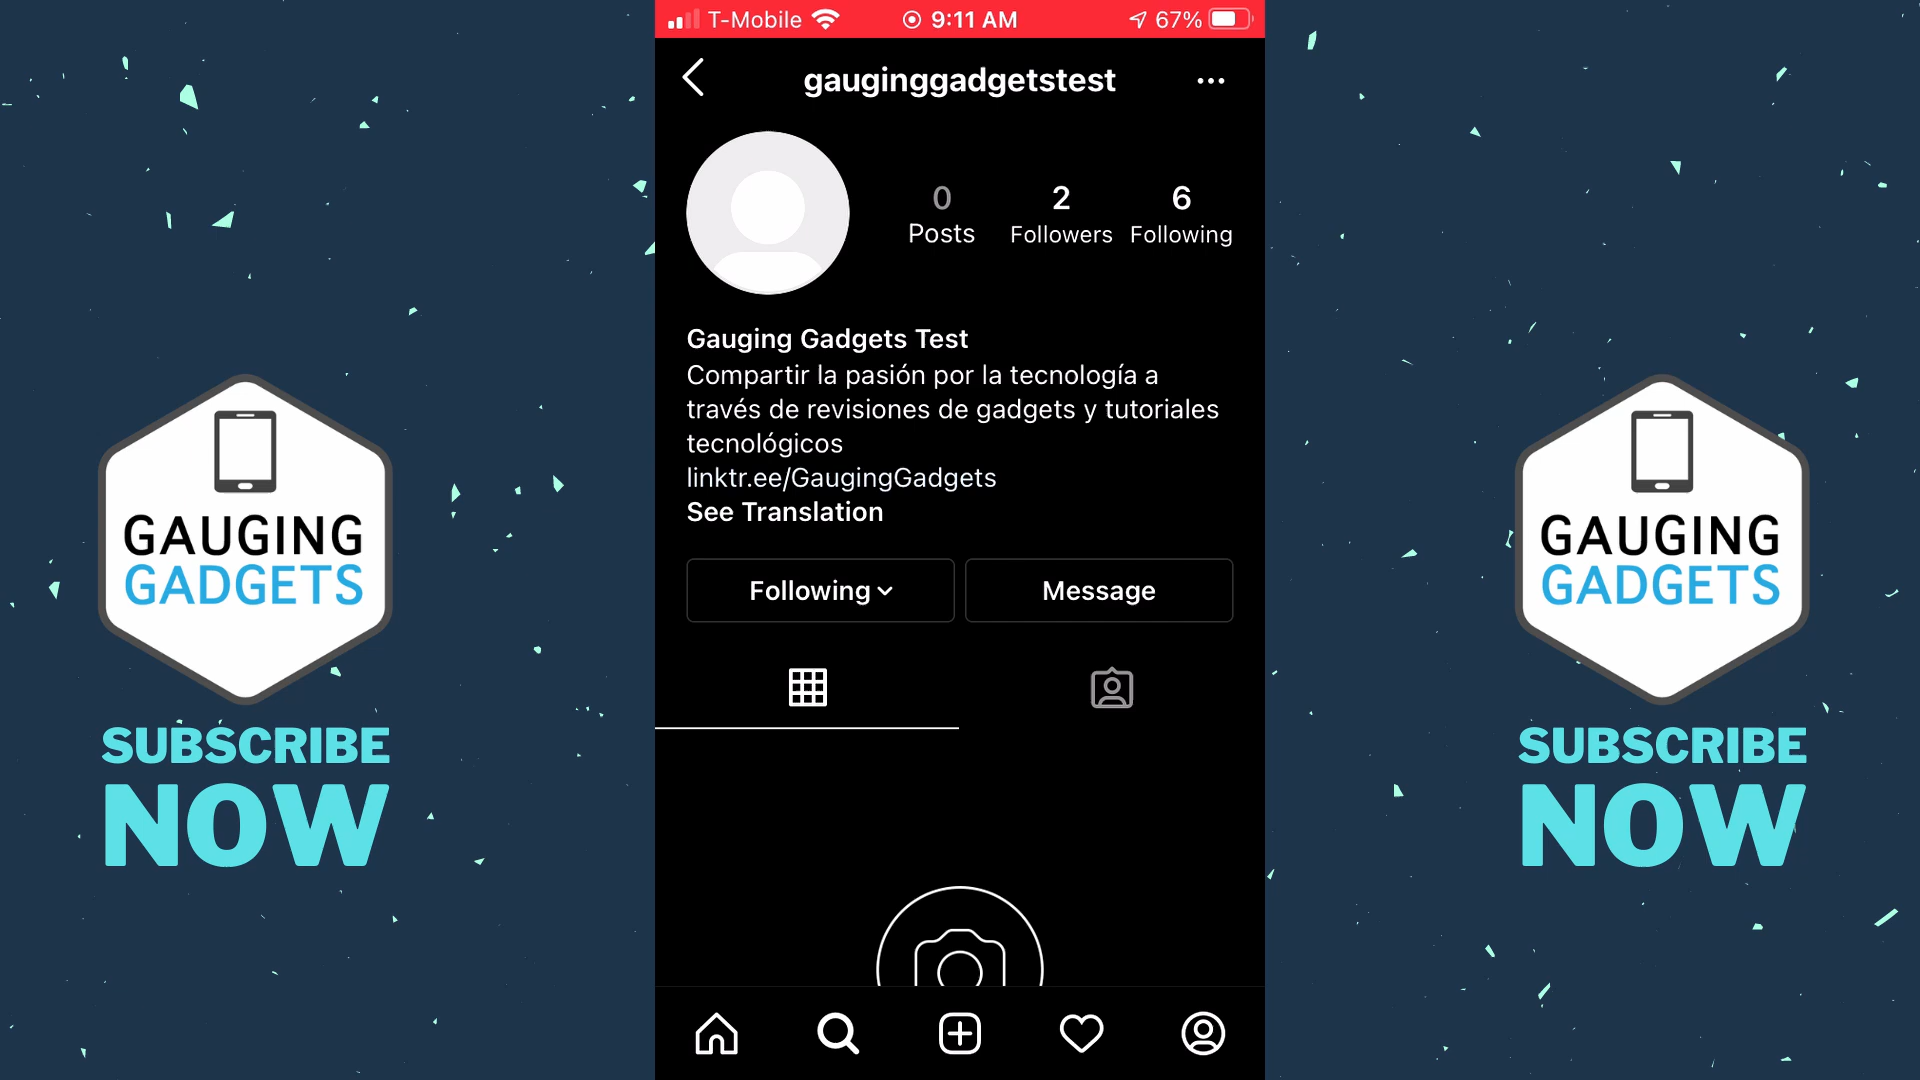 T-Mobile 9:11 AM 67%
gauginggadgetstest
0 2 6
Posts Followers Following
Gauging Gadgets Test
Compartir la pasión por la tecnología a
través de revisiones de gadgets y tutoriales
tecnológicos
linktr.ee/GaugingGadgets
See Translation
Following Message
GAUGING
GADGETS
SUBSCRIBE
NOW
GAUGING
GADGETS
SUBSCRIBE
NOW